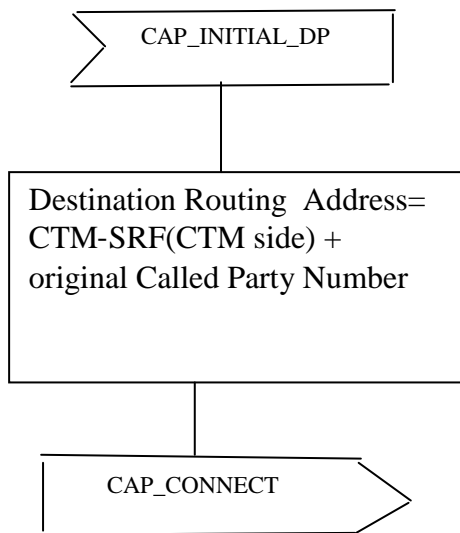 CAP_INITIAL_DP
Destination Routing Address=
CTM-SRF(CTM side) +
original Called Party Number
CAP_CONNECT